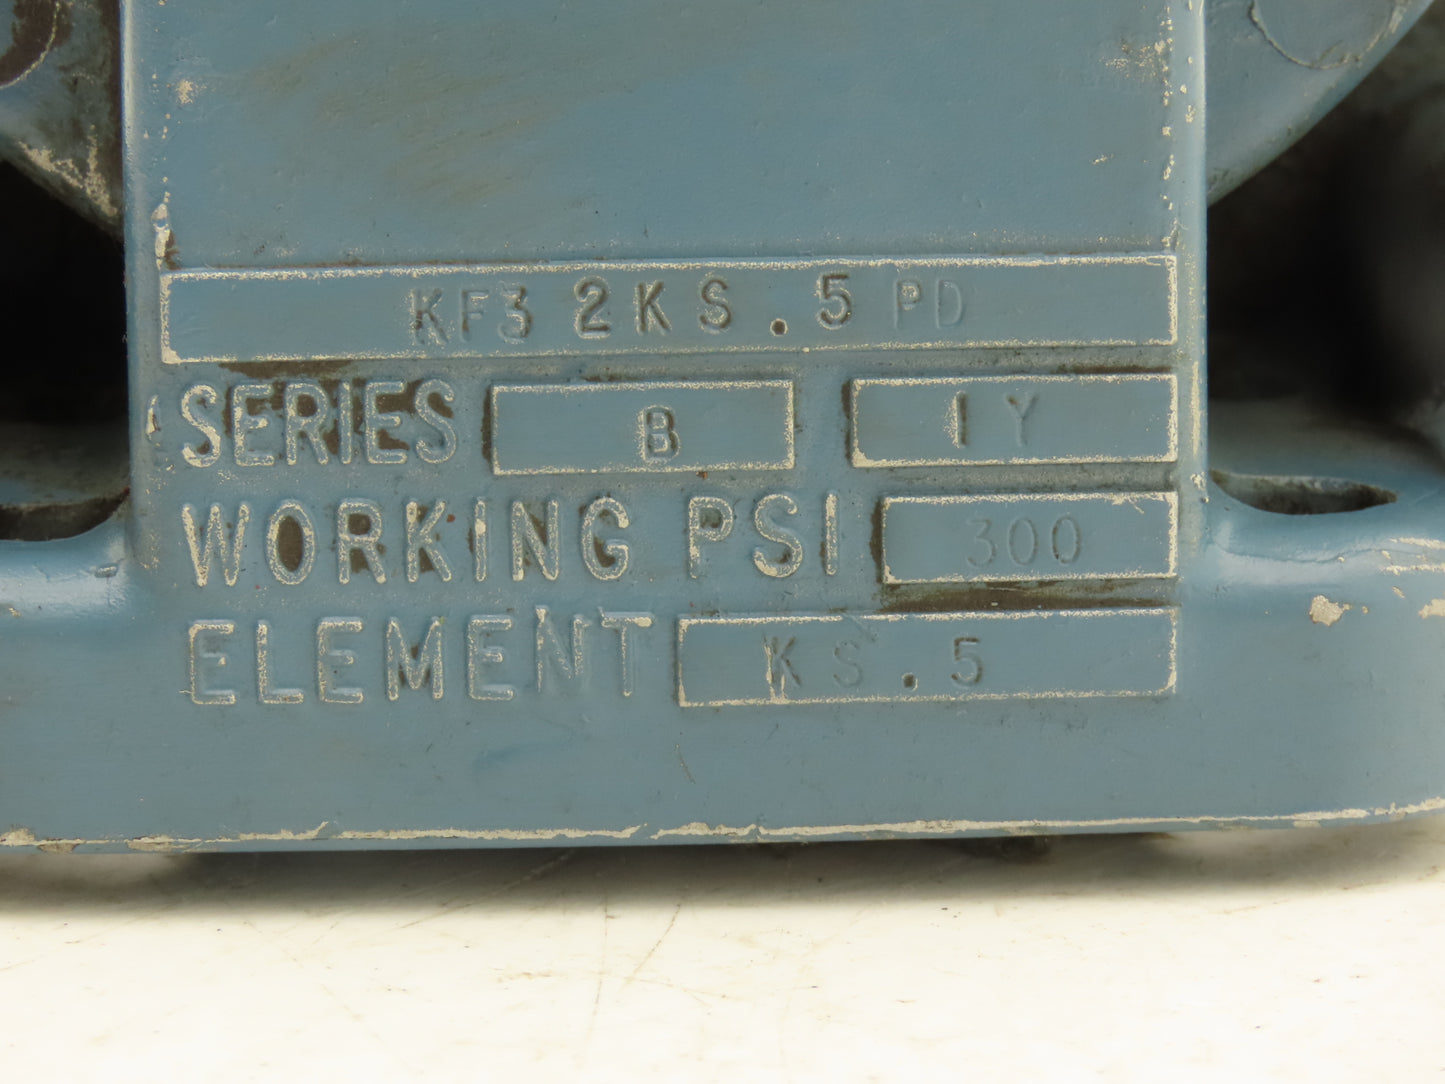 KF3 2KS.5 PD
SERIES B 1Y
WORKING PSI 300
ELEMENT KS.5